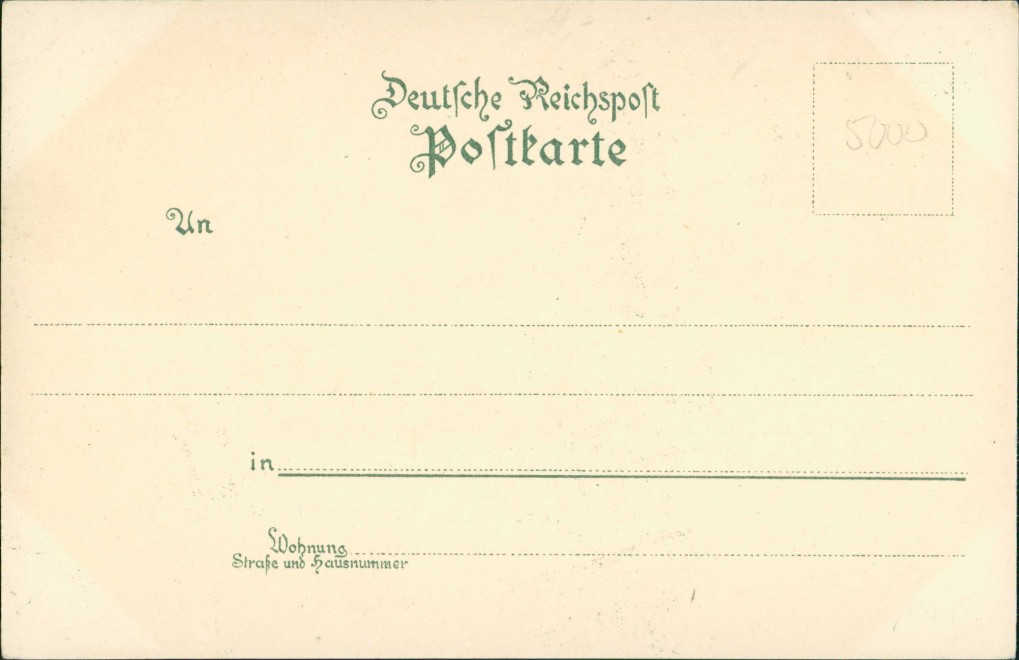 Deutſche Reichspoſt
Poſtkarte
5000
An
in
Wohnung
Straße und Hausnummer